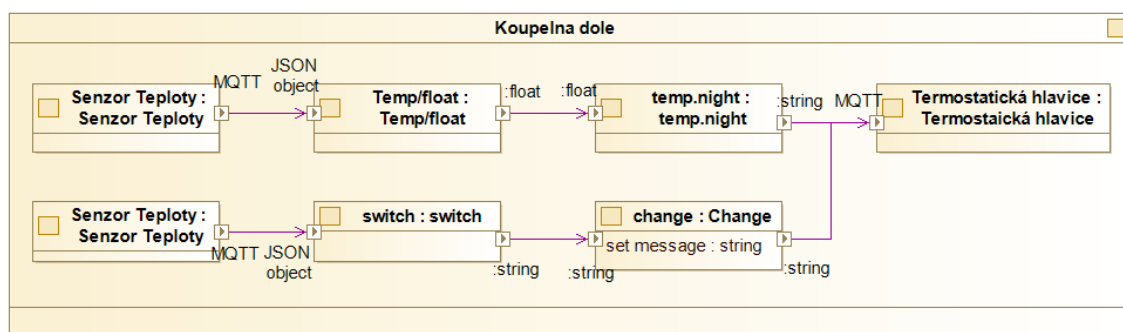 Koupelna dole
Senzor Teploty :
Senzor Teploty
MQTT
JSON
object
Temp/float :
Temp/float
:float
:float
temp.night :
temp.night
:string
MQTT
Termostatická hlavice :
Termostaická hlavice
Senzor Teploty :
Senzor Teploty
MQTT
JSON
object
switch : switch
:string
:string
change : Change
set message : string
:string